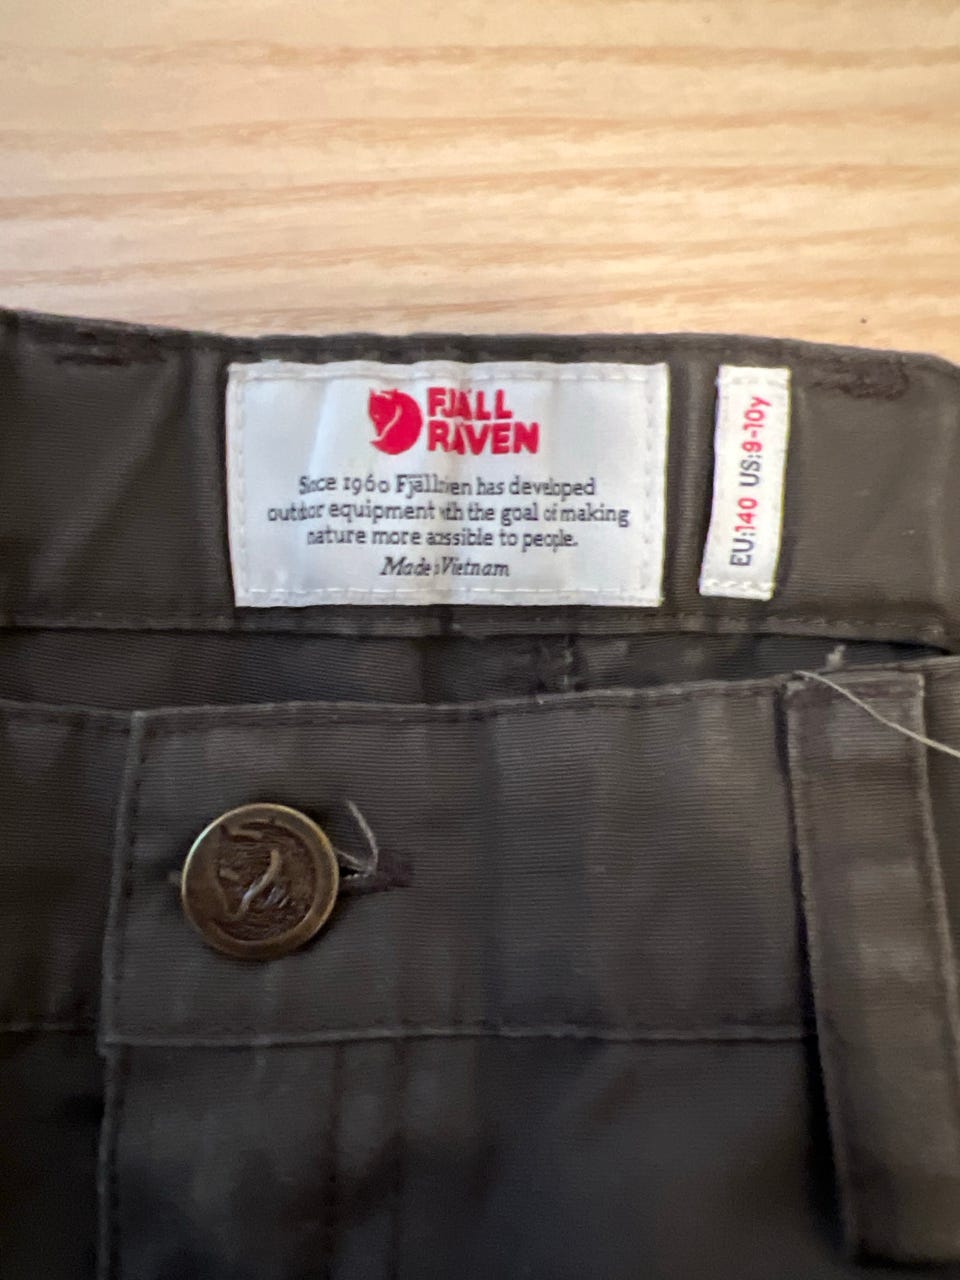 FJÄLL
RÄVEN
Since 1960 Fjällräven has developed
outdoor equipment with the goal of making
nature more accessible to people.
Made in Vietnam
EU:140 US:9-10y